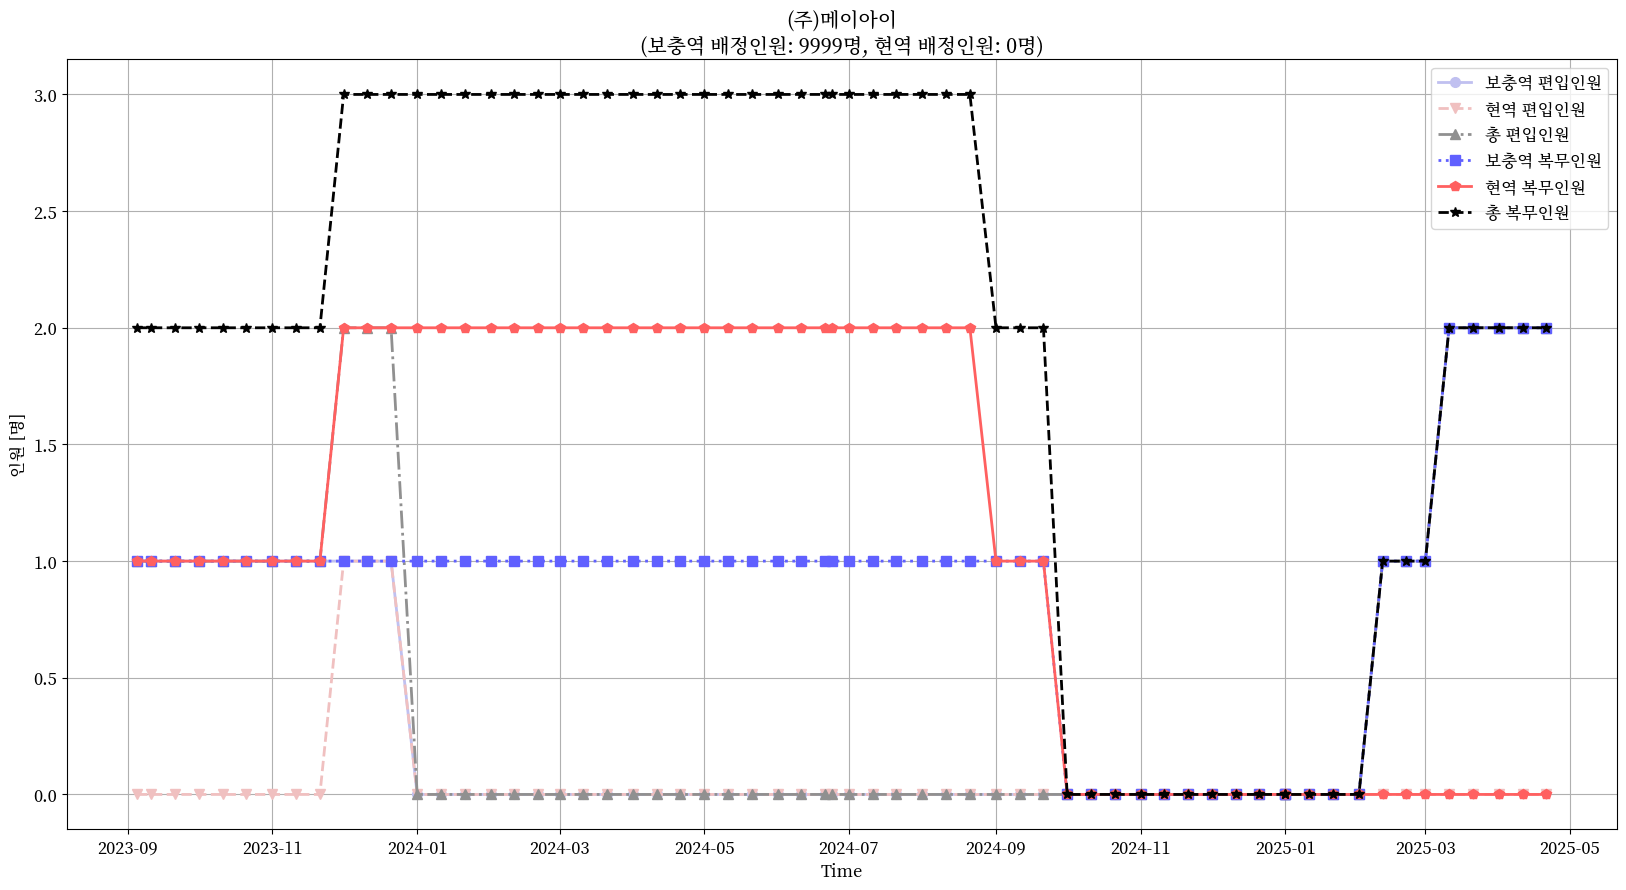 (주)메이아이
(보충역 배정인원: 9999명, 현역 배정인원: 0명)
보충역 편입인원
현역 편입인원
총 편입인원
보충역 복무인원
현역 복무인원
총 복무인원
3.0
2.5
2.0
1.5
1.0
0.5
0.0
인원 [명]
2023-09 2023-11 2024-01 2024-03 2024-05 2024-07 2024-09 2024-11 2025-01 2025-03 2025-05
Time